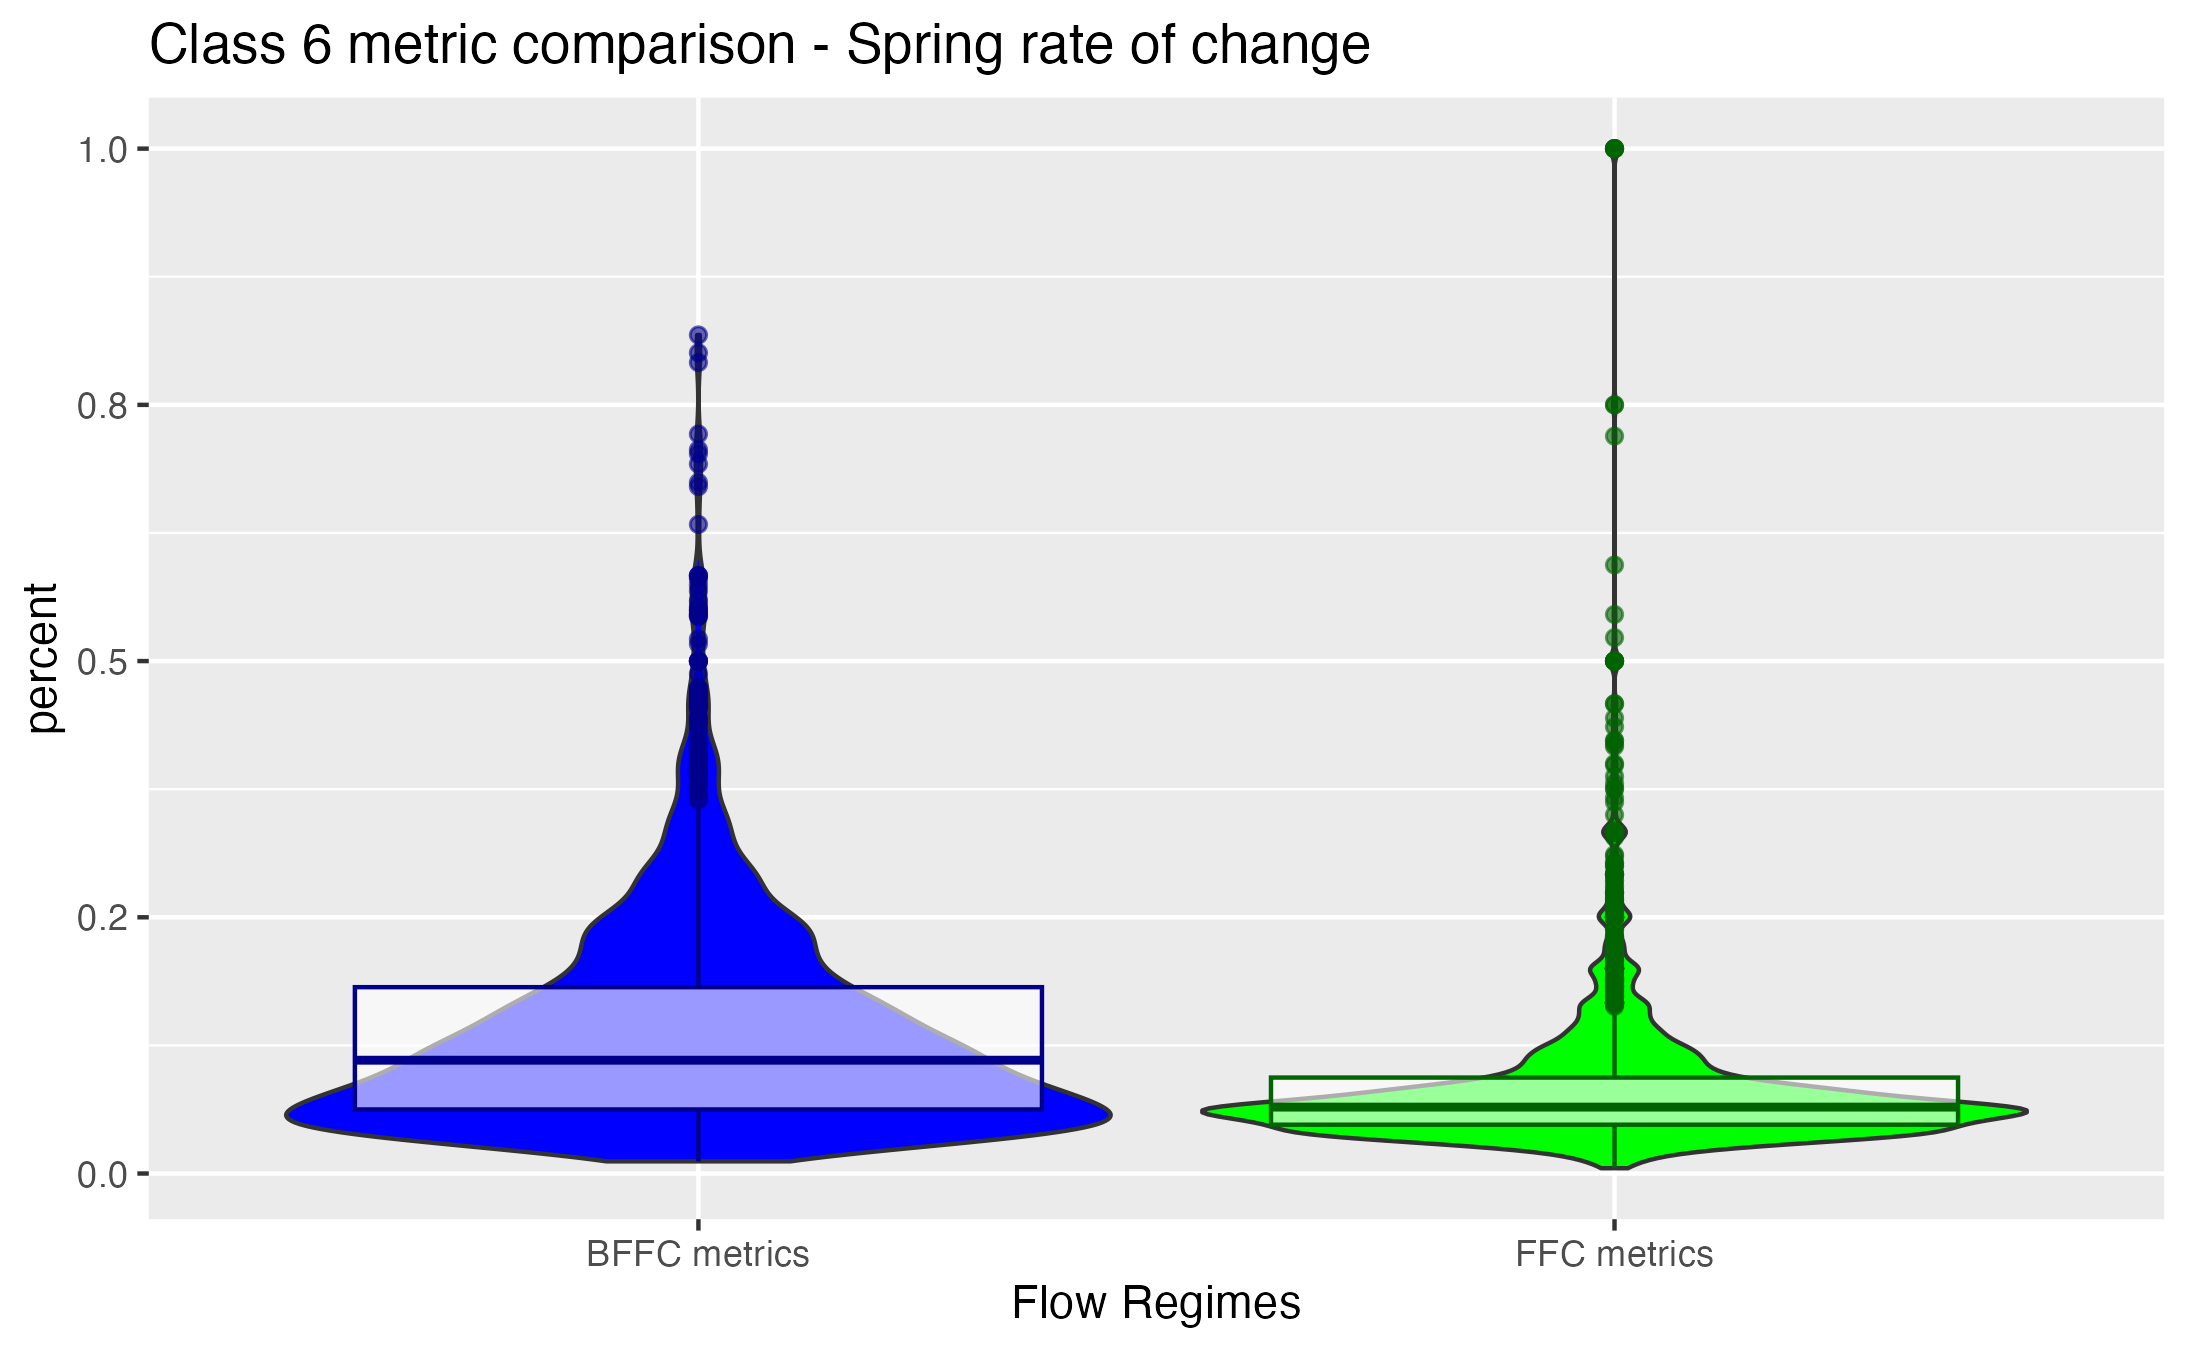 Class 6 metric comparison - Spring rate of change
percent
1.0
0.8
0.5
0.2
0.0
BFFC metrics
FFC metrics
Flow Regimes